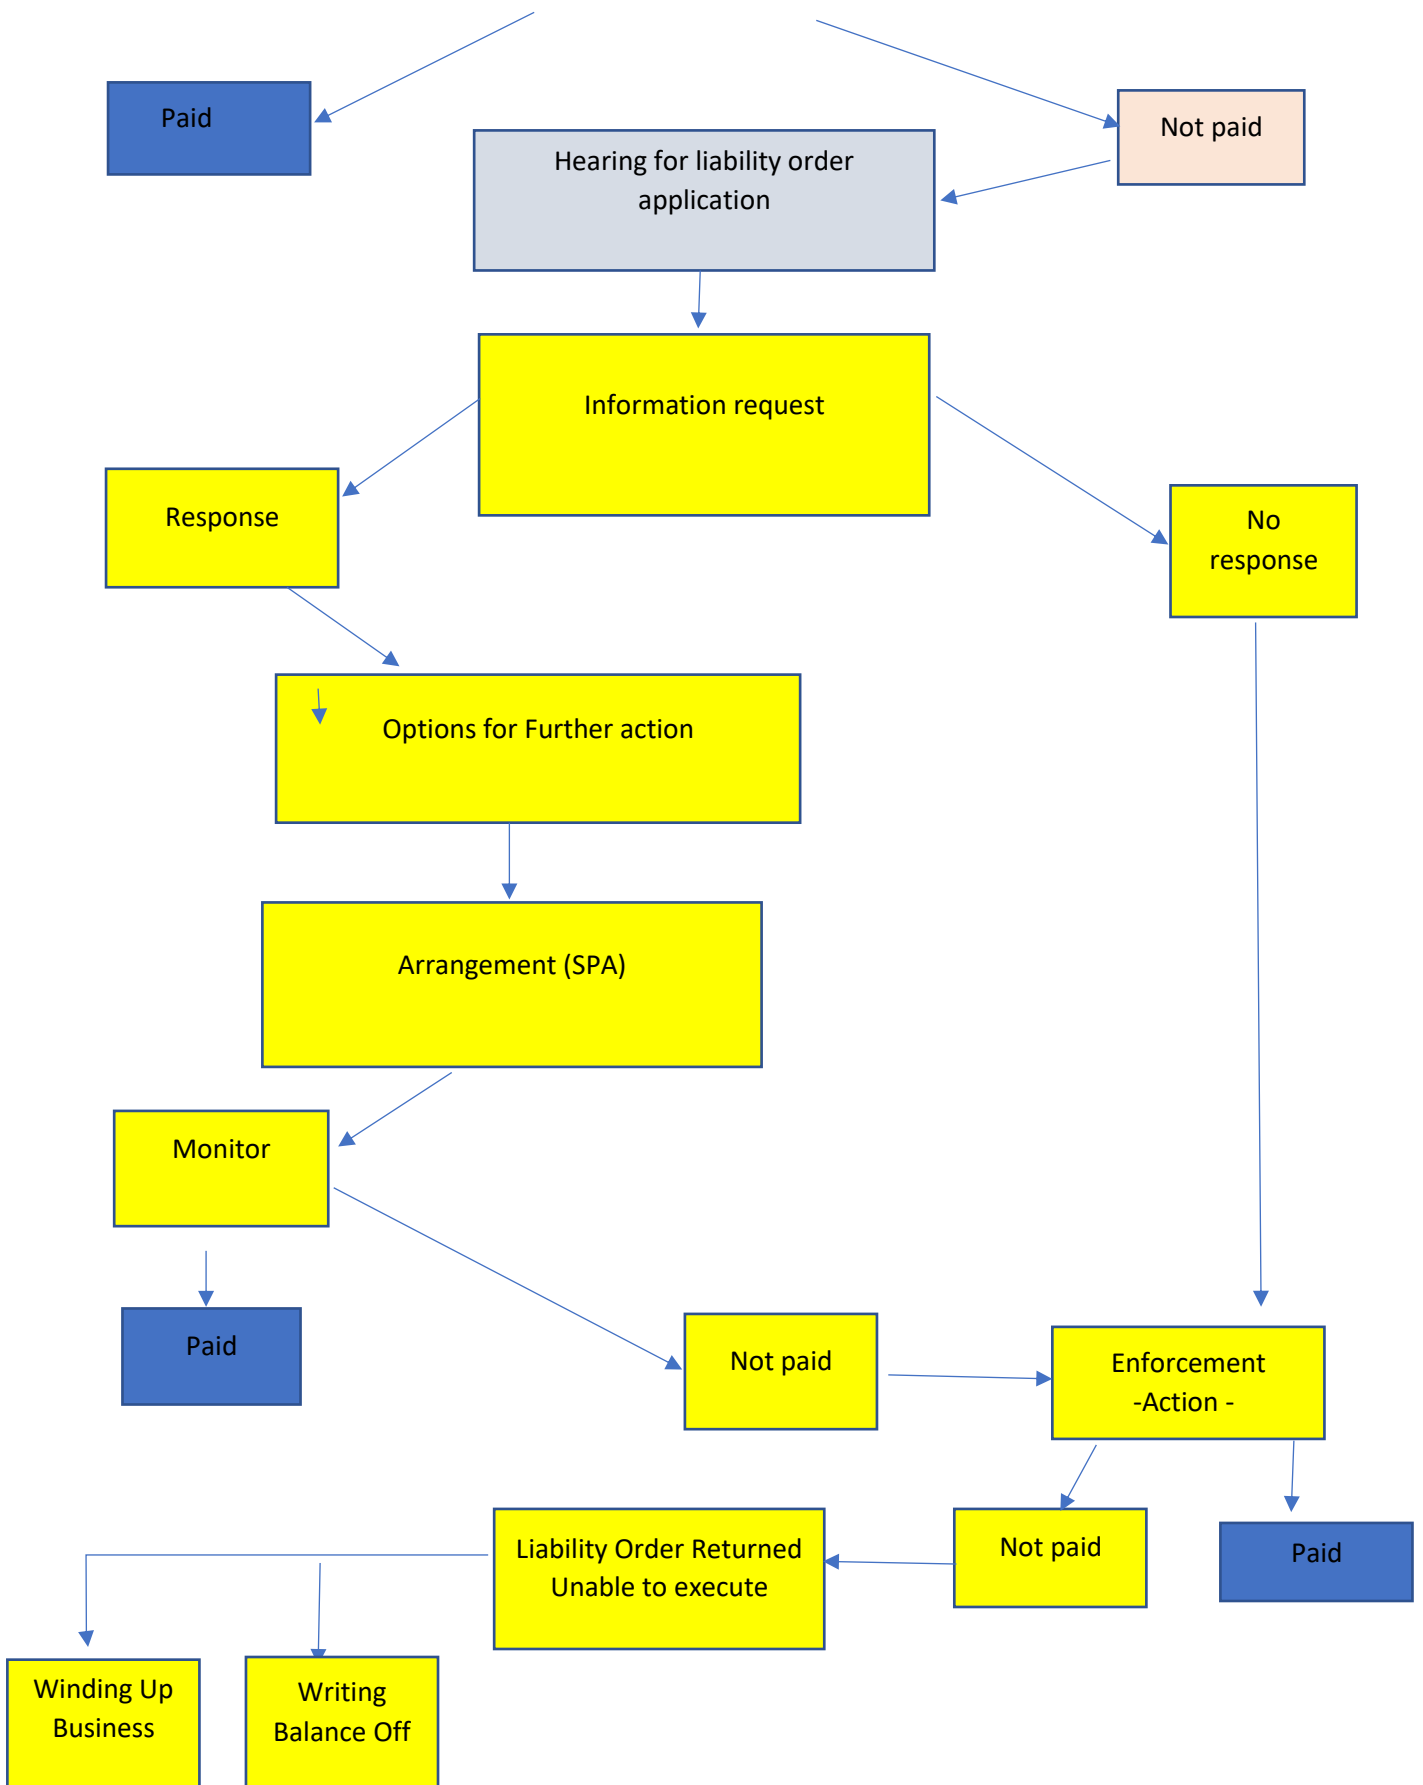 Paid
Not paid
Hearing for liability order
application
Information request
Response
No
response
Options for Further action
Arrangement (SPA)
Monitor
Paid
Not paid
Enforcement
-Action -
Liability Order Returned
Unable to execute
Not paid
Paid
Winding Up
Business
Writing
Balance Off